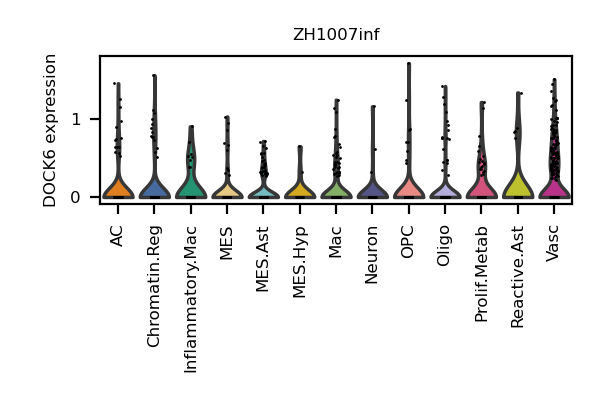 ZH1007inf
DOCK6 expression
1
0
AC
Chromatin.Reg
Inflammatory.Mac
MES
MES.Ast
MES.Hyp
Mac
Neuron
OPC
Oligo
Prolif.Metab
Reactive.Ast
Vasc